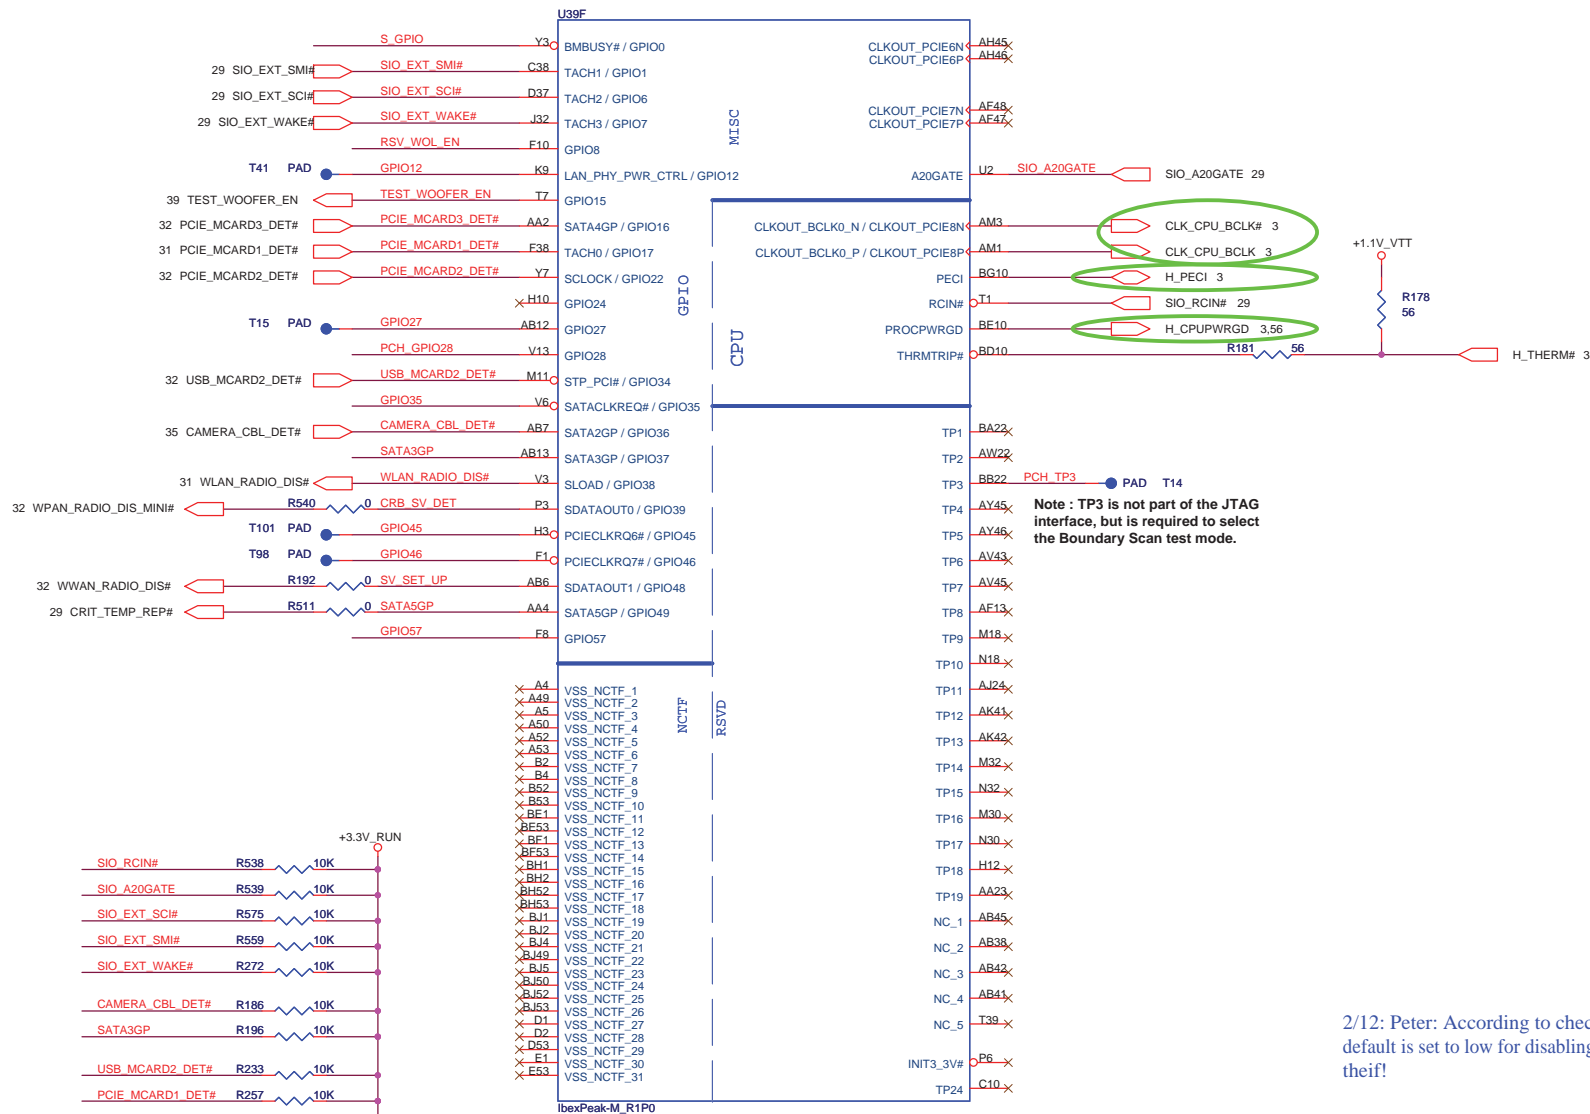 U39F
S_GPIO Y3 BMBUSY# / GPIO0
29 SIO_EXT_SMI# SIO_EXT_SMI# C38 TACH1 / GPIO1
29 SIO_EXT_SCI# SIO_EXT_SCI# D37 TACH2 / GPIO6
29 SIO_EXT_WAKE# SIO_EXT_WAKE# J32 TACH3 / GPIO7
RSV_WOL_EN F10 GPIO8
T41 PAD GPIO12 K9 LAN_PHY_PWR_CTRL / GPIO12
39 TEST_WOOFER_EN TEST_WOOFER_EN T7 GPIO15
32 PCIE_MCARD3_DET# PCIE_MCARD3_DET# AA2 SATA4GP / GPIO16
31 PCIE_MCARD1_DET# PCIE_MCARD1_DET# F38 TACH0 / GPIO17
32 PCIE_MCARD2_DET# PCIE_MCARD2_DET# Y7 SCLOCK / GPIO22
H10 GPIO24
T15 PAD GPIO27 AB12 GPIO27
PCH_GPIO28 V13 GPIO28
32 USB_MCARD2_DET# USB_MCARD2_DET# M11 STP_PCI# / GPIO34
GPIO35 V6 SATACLKREQ# / GPIO35
35 CAMERA_CBL_DET# CAMERA_CBL_DET# AB7 SATA2GP / GPIO36
SATA3GP AB13 SATA3GP / GPIO37
31 WLAN_RADIO_DIS# WLAN_RADIO_DIS# V3 SLOAD / GPIO38
32 WPAN_RADIO_DIS_MINI# R540 0 CRB_SV_DET P3 SDATAOUT0 / GPIO39
T101 PAD GPIO45 H3 PCIECLKRQ6# / GPIO45
T98 PAD GPIO46 F1 PCIECLKRQ7# / GPIO46
32 WWAN_RADIO_DIS# R192 0 SV_SET_UP AB6 SDATAOUT1 / GPIO48
29 CRIT_TEMP_REP# R511 0 SATA5GP AA4 SATA5GP / GPIO49
GPIO57 F8 GPIO57
MISC
GPIO
CPU
NCTF
RSVD
CLKOUT_PCIE6N AH45
CLKOUT_PCIE6P AH46
CLKOUT_PCIE7N AF48
CLKOUT_PCIE7P AF47
A20GATE U2 SIO_A20GATE SIO_A20GATE 29
CLKOUT_BCLK0_N / CLKOUT_PCIE8N AM3 CLK_CPU_BCLK# 3
CLKOUT_BCLK0_P / CLKOUT_PCIE8P AM1 CLK_CPU_BCLK 3
PECI BG10 H_PECI 3
RCIN# T1 SIO_RCIN# 29
PROCPWRGD BE10 H_CPUPWRGD 3,56
THRMTRIP# BD10 R181 56 H_THERM# 3
+1.1V_VTT
R178
56
TP1 BA22
TP2 AW22
TP3 BB22 PCH_TP3 PAD T14
Note : TP3 is not part of the JTAG
interface, but is required to select
the Boundary Scan test mode.
TP4 AY45
TP5 AY46
TP6 AV43
TP7 AV45
TP8 AF13
TP9 M18
TP10 N18
TP11 AJ24
TP12 AK41
TP13 AK42
TP14 M32
TP15 N32
TP16 M30
TP17 N30
TP18 H12
TP19 AA23
NC_1 AB45
NC_2 AB38
NC_3 AB42
NC_4 AB41
NC_5 T39
INIT3_3V# P6
TP24 C10
A4 VSS_NCTF_1
A49 VSS_NCTF_2
A5 VSS_NCTF_3
A50 VSS_NCTF_4
A52 VSS_NCTF_5
A53 VSS_NCTF_6
B2 VSS_NCTF_7
B4 VSS_NCTF_8
B52 VSS_NCTF_9
B53 VSS_NCTF_10
BE1 VSS_NCTF_11
BE53 VSS_NCTF_12
BF1 VSS_NCTF_13
BF53 VSS_NCTF_14
BH1 VSS_NCTF_15
BH2 VSS_NCTF_16
BH52 VSS_NCTF_17
BH53 VSS_NCTF_18
BJ1 VSS_NCTF_19
BJ2 VSS_NCTF_20
BJ4 VSS_NCTF_21
BJ49 VSS_NCTF_22
BJ5 VSS_NCTF_23
BJ50 VSS_NCTF_24
BJ52 VSS_NCTF_25
BJ53 VSS_NCTF_26
D1 VSS_NCTF_27
D2 VSS_NCTF_28
D53 VSS_NCTF_29
E1 VSS_NCTF_30
E53 VSS_NCTF_31
IbexPeak-M_R1P0
+3.3V_RUN
SIO_RCIN# R538 10K
SIO_A20GATE R539 10K
SIO_EXT_SCI# R575 10K
SIO_EXT_SMI# R559 10K
SIO_EXT_WAKE# R272 10K
CAMERA_CBL_DET# R186 10K
SATA3GP R196 10K
USB_MCARD2_DET# R233 10K
PCIE_MCARD1_DET# R257 10K
2/12: Peter: According to chec
default is set to low for disabling
theif!